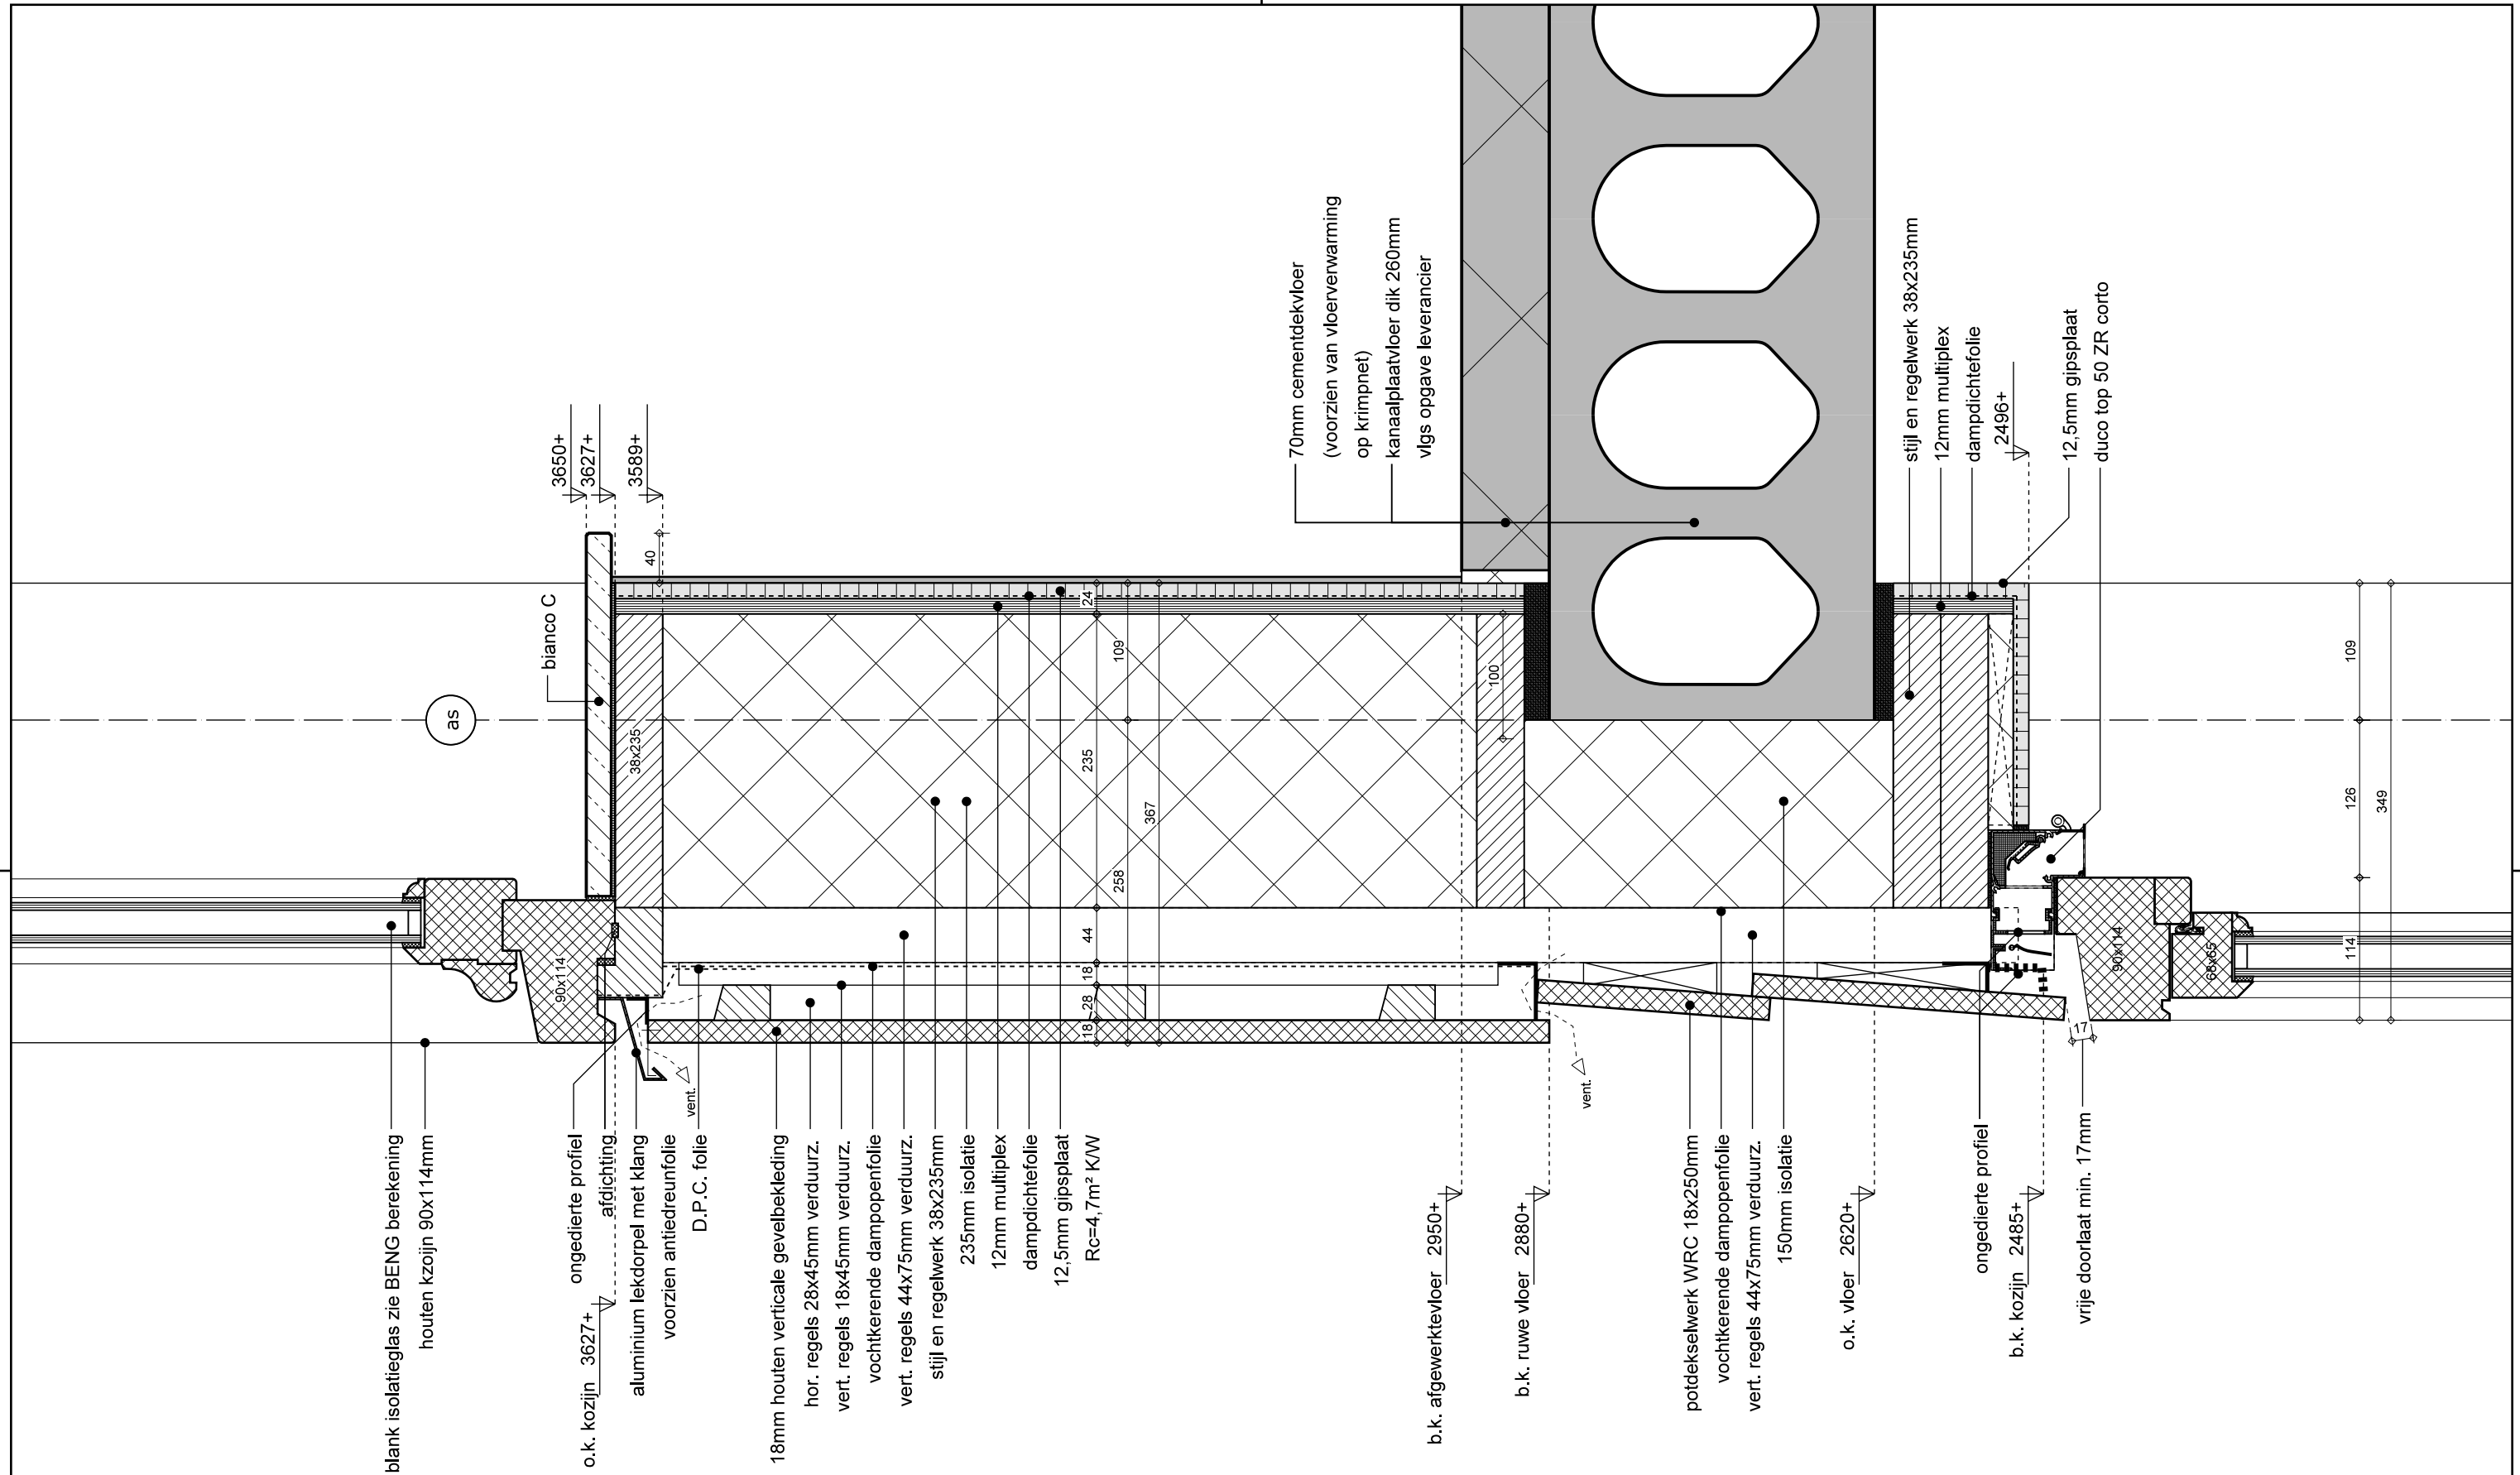 blank isolatieglas zie BENG berekening
houten kzoijn 90x114mm
o.k. kozijn 3627+
ongedierte profiel
afdichting
aluminium lekdorpel met klang
voorzien antiedreunfolie
D.P.C. folie
18mm houten verticale gevelbekleding
hor. regels 28x45mm verduurz.
vert. regels 18x45mm verduurz.
vochtkerende dampopenfolie
vert. regels 44x75mm verduurz.
stijl en regelwerk 38x235mm
235mm isolatie
12mm multiplex
dampdichtefolie
12,5mm gipsplaat
Rc=4,7m² K/W
b.k. afgewerktevloer 2950+
b.k. ruwe vloer 2880+
potdekselwerk WRC 18x250mm
vochtkerende dampopenfolie
vert. regels 44x75mm verduurz.
150mm isolatie
o.k. vloer 2620+
ongedierte profiel
b.k. kozijn 2485+
vrije doorlaat min. 17mm
vent.
vent.
as
bianco C
3650+
3627+
3589+
40
38x235
90x114
24
109
235
367
258
44
18
28
18
100
70mm cementdekvloer
(voorzien van vloerverwarming
op krimpnet)
kanaalplaatvloer dik 260mm
vlgs opgave leverancier
stijl en regelwerk 38x235mm
12mm multiplex
dampdichtefolie
2496+
12,5mm gipsplaat
duco top 50 ZR corto
90x114
68x65
17
109
126
349
114